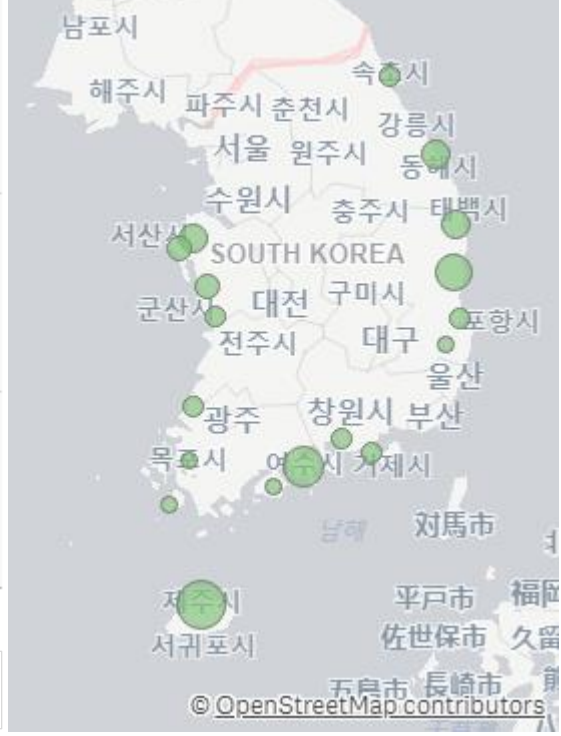 남포시
해주시
파주시 춘천시
속초시
강릉시
서울 원주시
동해시
수원시
충주시 태백시
서산시
SOUTH KOREA
군산시 대전 구미시
전주시 대구 포항시
울산
광주 창원시 부산
목포시 여수시 거제시
남해 対馬市
제주시 平戸市 福岡
서귀포시 佐世保市 久留
五島市 長崎市
© OpenStreetMap contributors